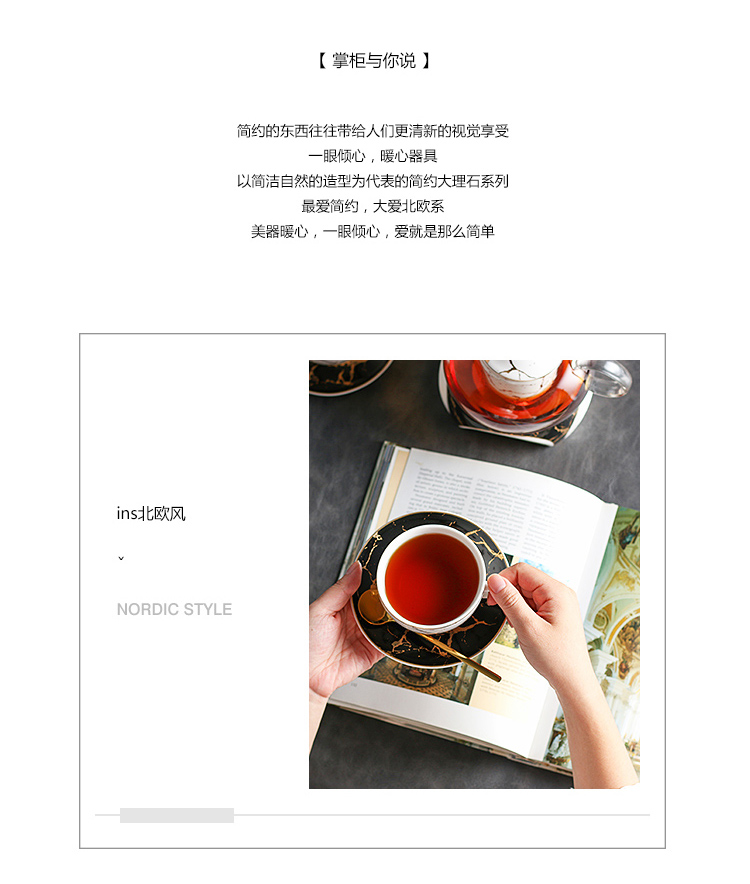 【 掌柜与你说 】
简约的东西往往带给人们更清新的视觉享受
一眼倾心，暖心器具
以简洁自然的造型为代表的简约大理石系列
最爱简约，大爱北欧系
美器暖心，一眼倾心，爱就是那么简单
ins北欧风
NORDIC STYLE